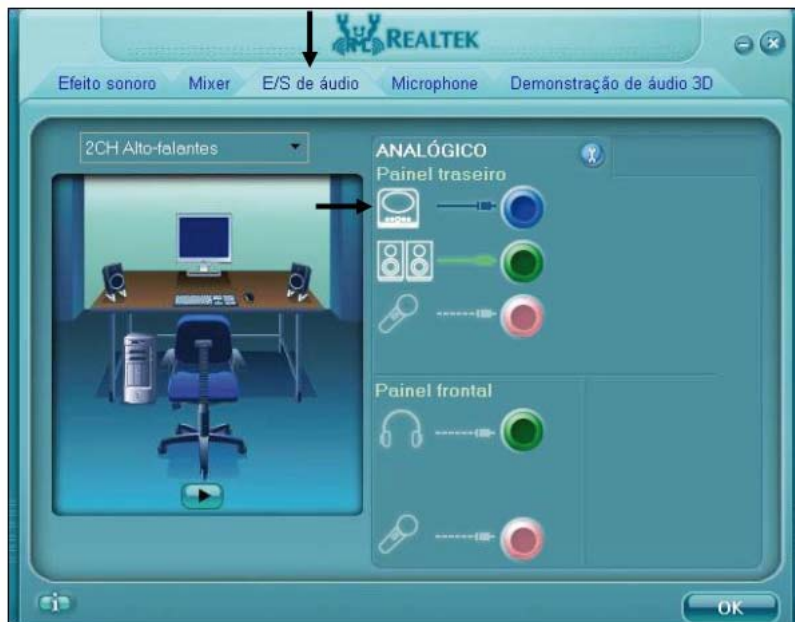 REALTEK
Efeito sonoro Mixer E/S de áudio Microphone Demonstração de áudio 3D
2CH Alto-falantes
ANALÓGICO
Painel traseiro
Painel frontal
OK